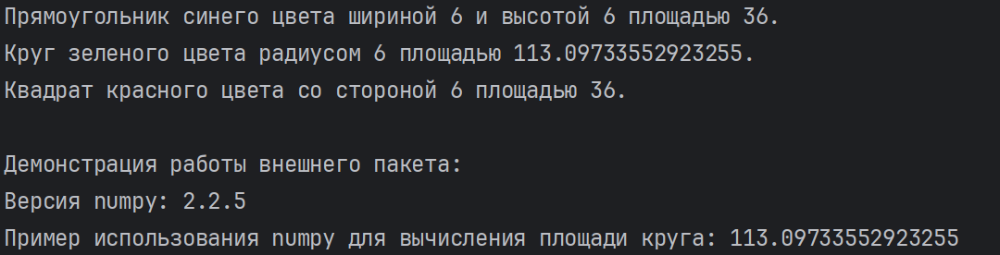 Прямоугольник синего цвета шириной 6 и высотой 6 площадью 36.
Круг зеленого цвета радиусом 6 площадью 113.09733552923255.
Квадрат красного цвета со стороной 6 площадью 36.
Демонстрация работы внешнего пакета:
Версия numpy: 2.2.5
Пример использования numpy для вычисления площади круга: 113.09733552923255